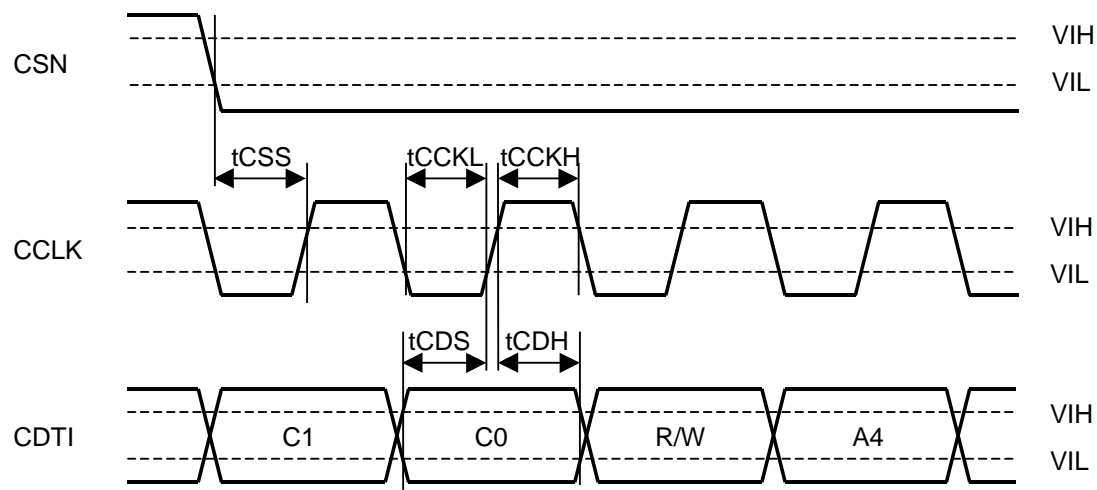 VIH
CSN
VIL
tCSS tCCKL tCCKH
VIH
CCLK
VIL
tCDS tCDH
VIH
CDTI C1 C0 R/W A4
VIL